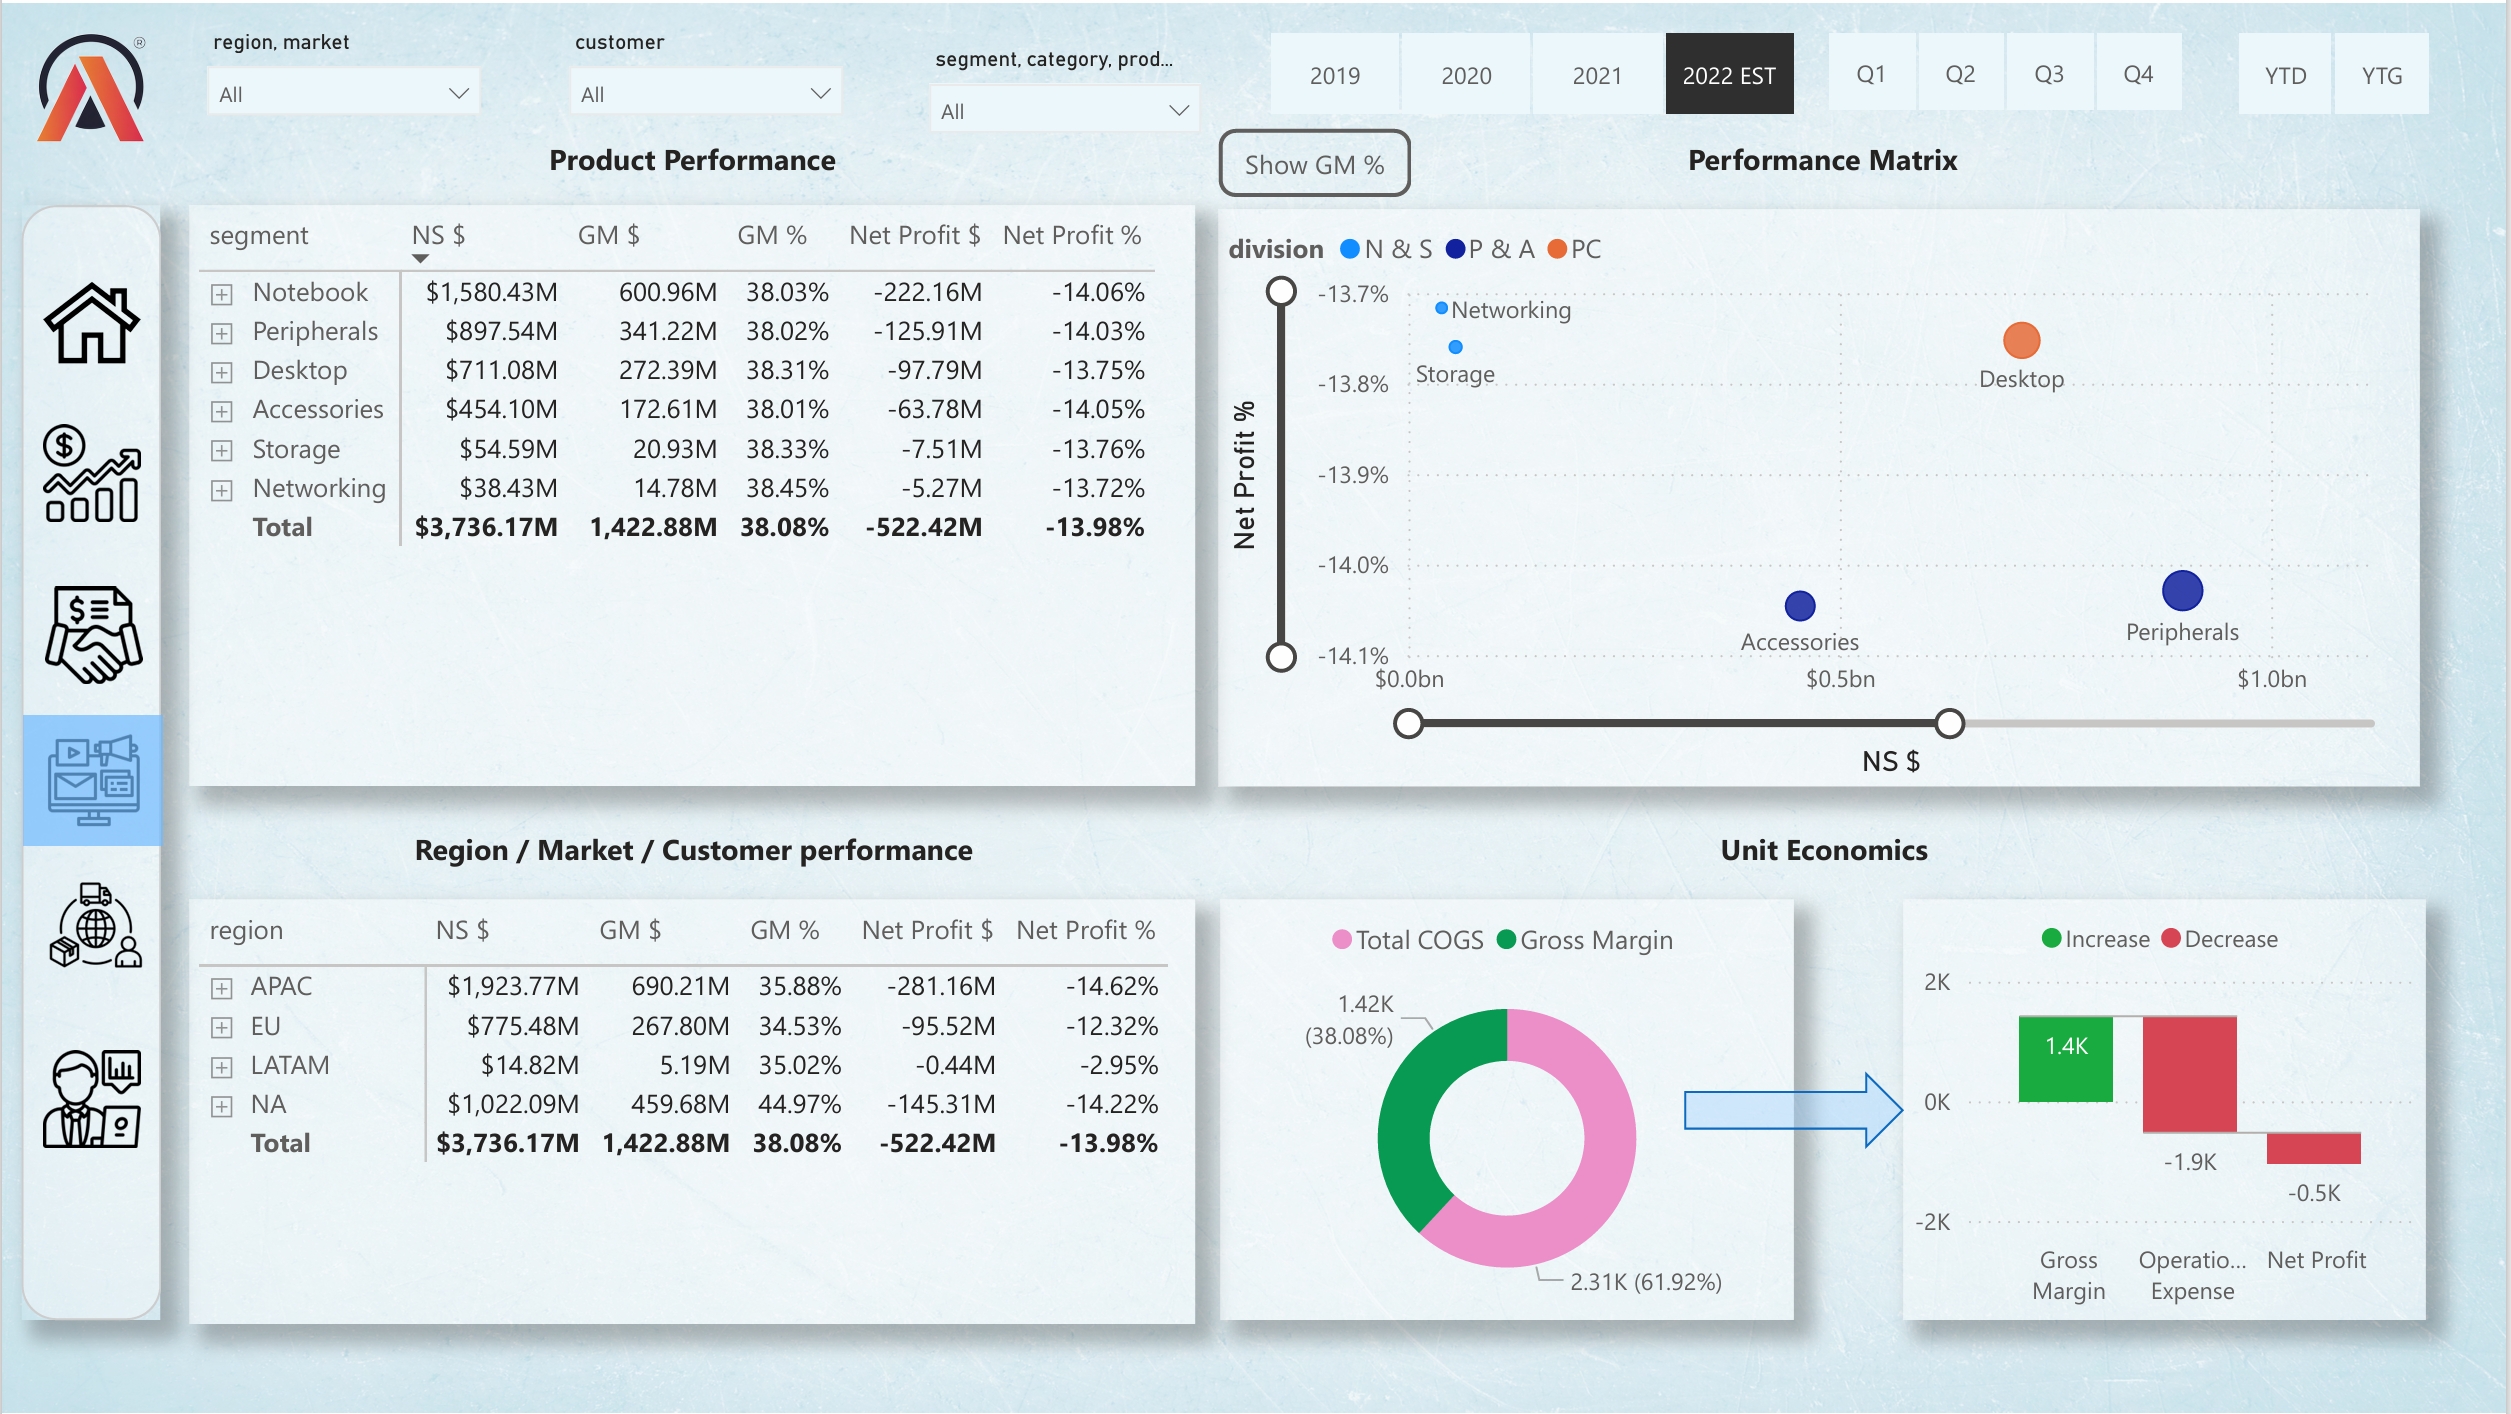 region, market
customer
segment, category, prod...
All
All
All
2019 2020 2021 2022 EST Q1 Q2 Q3 Q4 YTD YTG
®
Product Performance
Show GM %
Performance Matrix
segment NS $ GM $ GM % Net Profit $ Net Profit %
Notebook $1,580.43M 600.96M 38.03% -222.16M -14.06%
Peripherals $897.54M 341.22M 38.02% -125.91M -14.03%
Desktop $711.08M 272.39M 38.31% -97.79M -13.75%
Accessories $454.10M 172.61M 38.01% -63.78M -14.05%
Storage $54.59M 20.93M 38.33% -7.51M -13.76%
Networking $38.43M 14.78M 38.45% -5.27M -13.72%
Total $3,736.17M 1,422.88M 38.08% -522.42M -13.98%
division N & S P & A PC
Net Profit %
-13.7%
-13.8%
-13.9%
-14.0%
-14.1%
Networking
Storage
Desktop
Accessories
Peripherals
$0.0bn $0.5bn $1.0bn
NS $
Region / Market / Customer performance
region NS $ GM $ GM % Net Profit $ Net Profit %
APAC $1,923.77M 690.21M 35.88% -281.16M -14.62%
EU $775.48M 267.80M 34.53% -95.52M -12.32%
LATAM $14.82M 5.19M 35.02% -0.44M -2.95%
NA $1,022.09M 459.68M 44.97% -145.31M -14.22%
Total $3,736.17M 1,422.88M 38.08% -522.42M -13.98%
Unit Economics
Total COGS Gross Margin
1.42K
(38.08%)
2.31K (61.92%)
Increase Decrease
2K
0K
-2K
1.4K
-1.9K
-0.5K
Gross
Margin
Operatio...
Expense
Net Profit